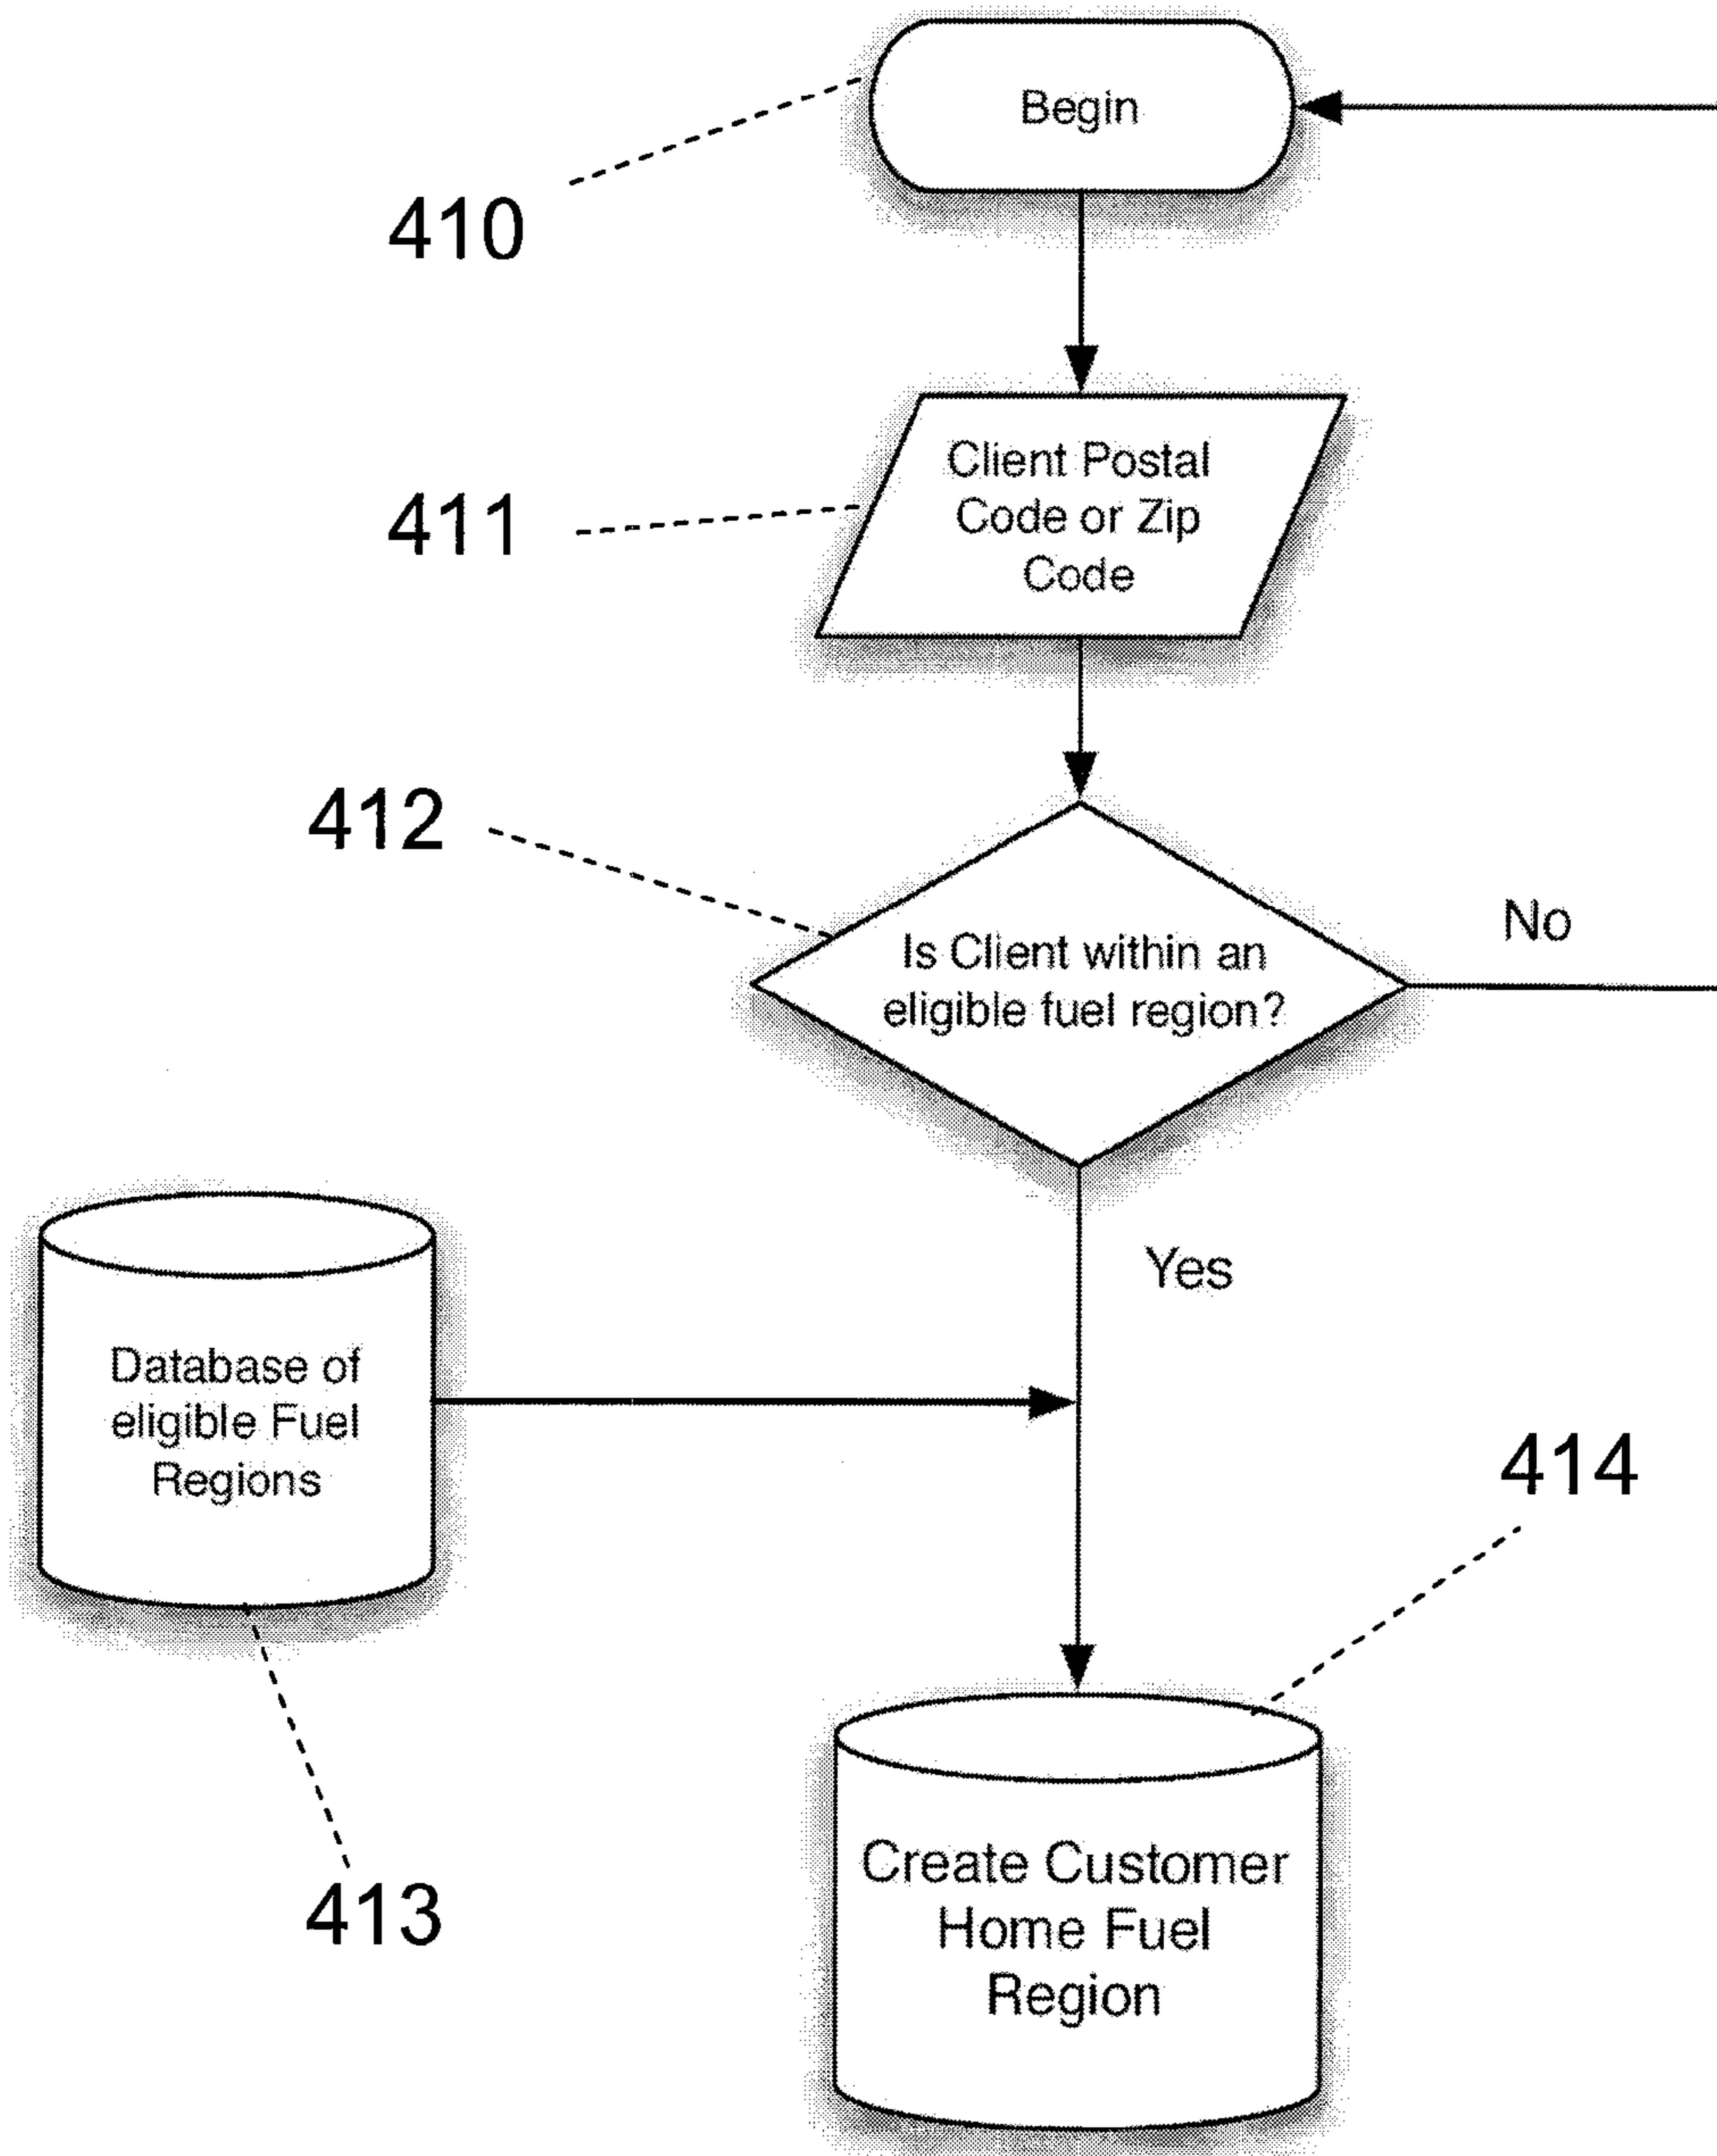 Begin
410
Client Postal
Code or Zip
Code
411
412
Is Client within an
eligible fuel region?
No
Yes
Database of
eligible Fuel
Regions
414
413
Create Customer
Home Fuel
Region